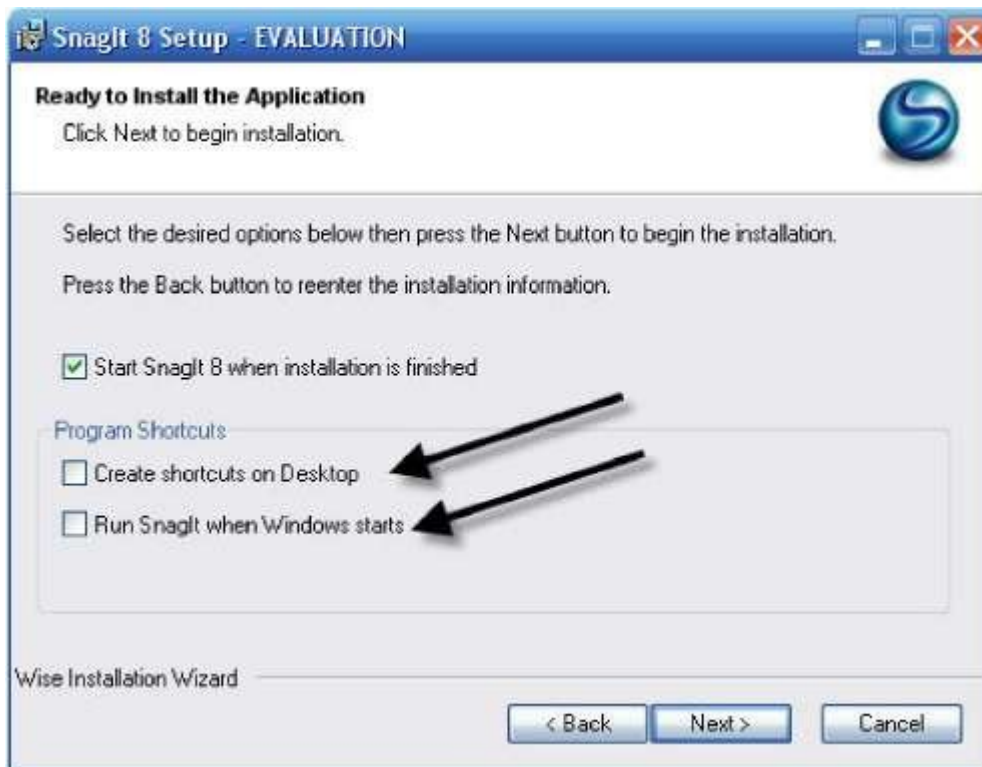 SnagIt 8 Setup - EVALUATION
Ready to Install the Application
Click Next to begin installation.
Select the desired options below then press the Next button to begin the installation.
Press the Back button to reenter the installation information.
Start SnagIt 8 when installation is finished
Program Shortcuts
Create shortcuts on Desktop
Run SnagIt when Windows starts
Wise Installation Wizard
< Back Next > Cancel